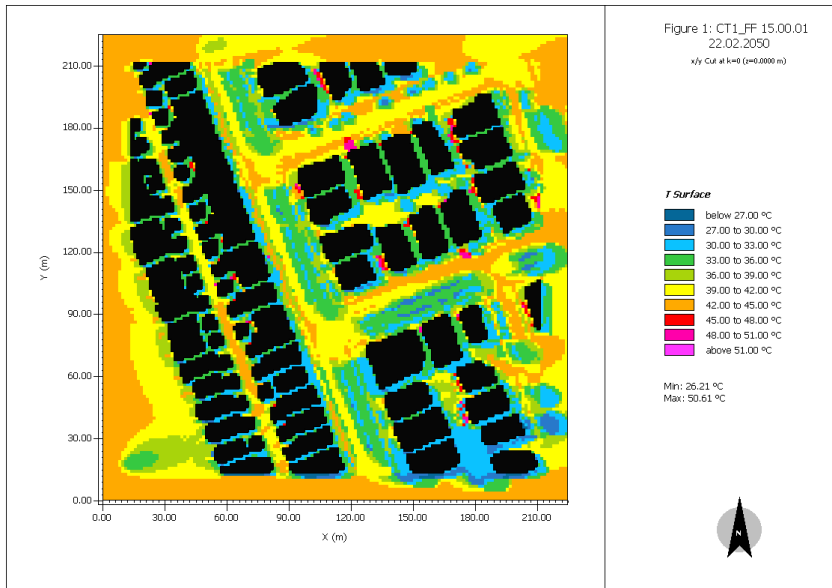 Figure 1: CT1_FF 15.00.01
22.02.2050
x/y Cut at k=0 (z=0.0000 m)
T Surface
below 27.00 °C
27.00 to 30.00 °C
30.00 to 33.00 °C
33.00 to 36.00 °C
36.00 to 39.00 °C
39.00 to 42.00 °C
42.00 to 45.00 °C
45.00 to 48.00 °C
48.00 to 51.00 °C
above 51.00 °C
Min: 26.21 °C
Max: 50.61 °C
N
210.00
180.00
150.00
120.00
90.00
60.00
30.00
0.00
Y (m)
0.00 30.00 60.00 90.00 120.00 150.00 180.00 210.00
X (m)